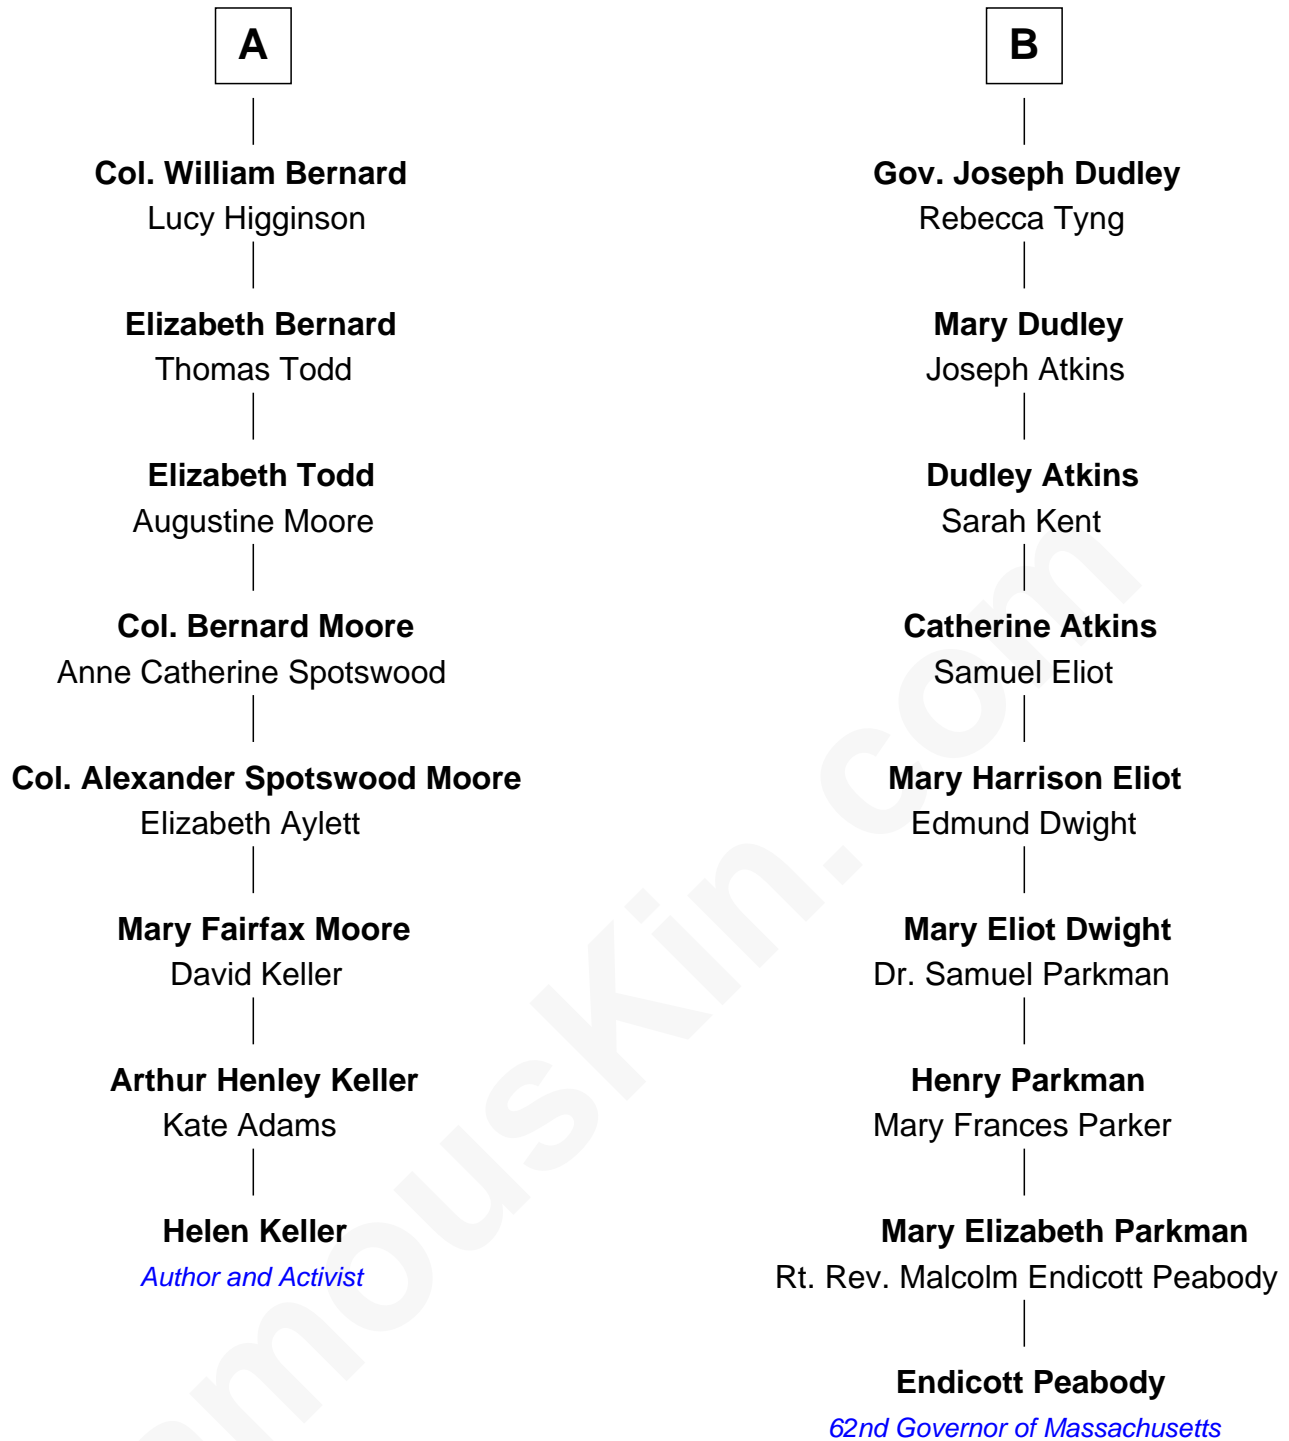 A
Col. William Bernard
Lucy Higginson
Elizabeth Bernard
Thomas Todd
Elizabeth Todd
Augustine Moore
Col. Bernard Moore
Anne Catherine Spotswood
Col. Alexander Spotswood Moore
Elizabeth Aylett
Mary Fairfax Moore
David Keller
Arthur Henley Keller
Kate Adams
Helen Keller
Author and Activist
B
Gov. Joseph Dudley
Rebecca Tyng
Mary Dudley
Joseph Atkins
Dudley Atkins
Sarah Kent
Catherine Atkins
Samuel Eliot
Mary Harrison Eliot
Edmund Dwight
Mary Eliot Dwight
Dr. Samuel Parkman
Henry Parkman
Mary Frances Parker
Mary Elizabeth Parkman
Rt. Rev. Malcolm Endicott Peabody
Endicott Peabody
62nd Governor of Massachusetts
amousKin.com